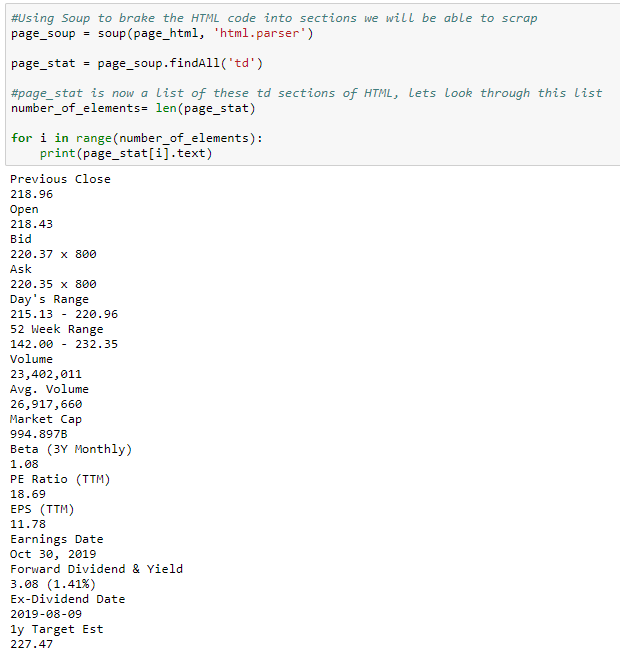 #Using Soup to brake the HTML code into sections we will be able to scrap
page_soup = soup(page_html, 'html.parser')
page_stat = page_soup.findAll('td')
#page_stat is now a list of these td sections of HTML, lets look through this list
number_of_elements= len(page_stat)
for i in range(number_of_elements):
    print(page_stat[i].text)
Previous Close
218.96
Open
218.43
Bid
220.37 x 800
Ask
220.35 x 800
Day's Range
215.13 - 220.96
52 Week Range
142.00 - 232.35
Volume
23,402,011
Avg. Volume
26,917,660
Market Cap
994.897B
Beta (3Y Monthly)
1.08
PE Ratio (TTM)
18.69
EPS (TTM)
11.78
Earnings Date
Oct 30, 2019
Forward Dividend & Yield
3.08 (1.41%)
Ex-Dividend Date
2019-08-09
1y Target Est
227.47